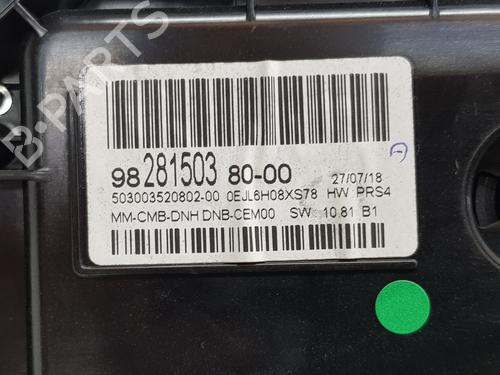 B-PARTS
A
98 281503 80-00
27/07/18
503003520802-00 0EJL6H08XS78 HW PRS4
MM-CMB-DNH DNB-CEM00 SW 10.81 B1